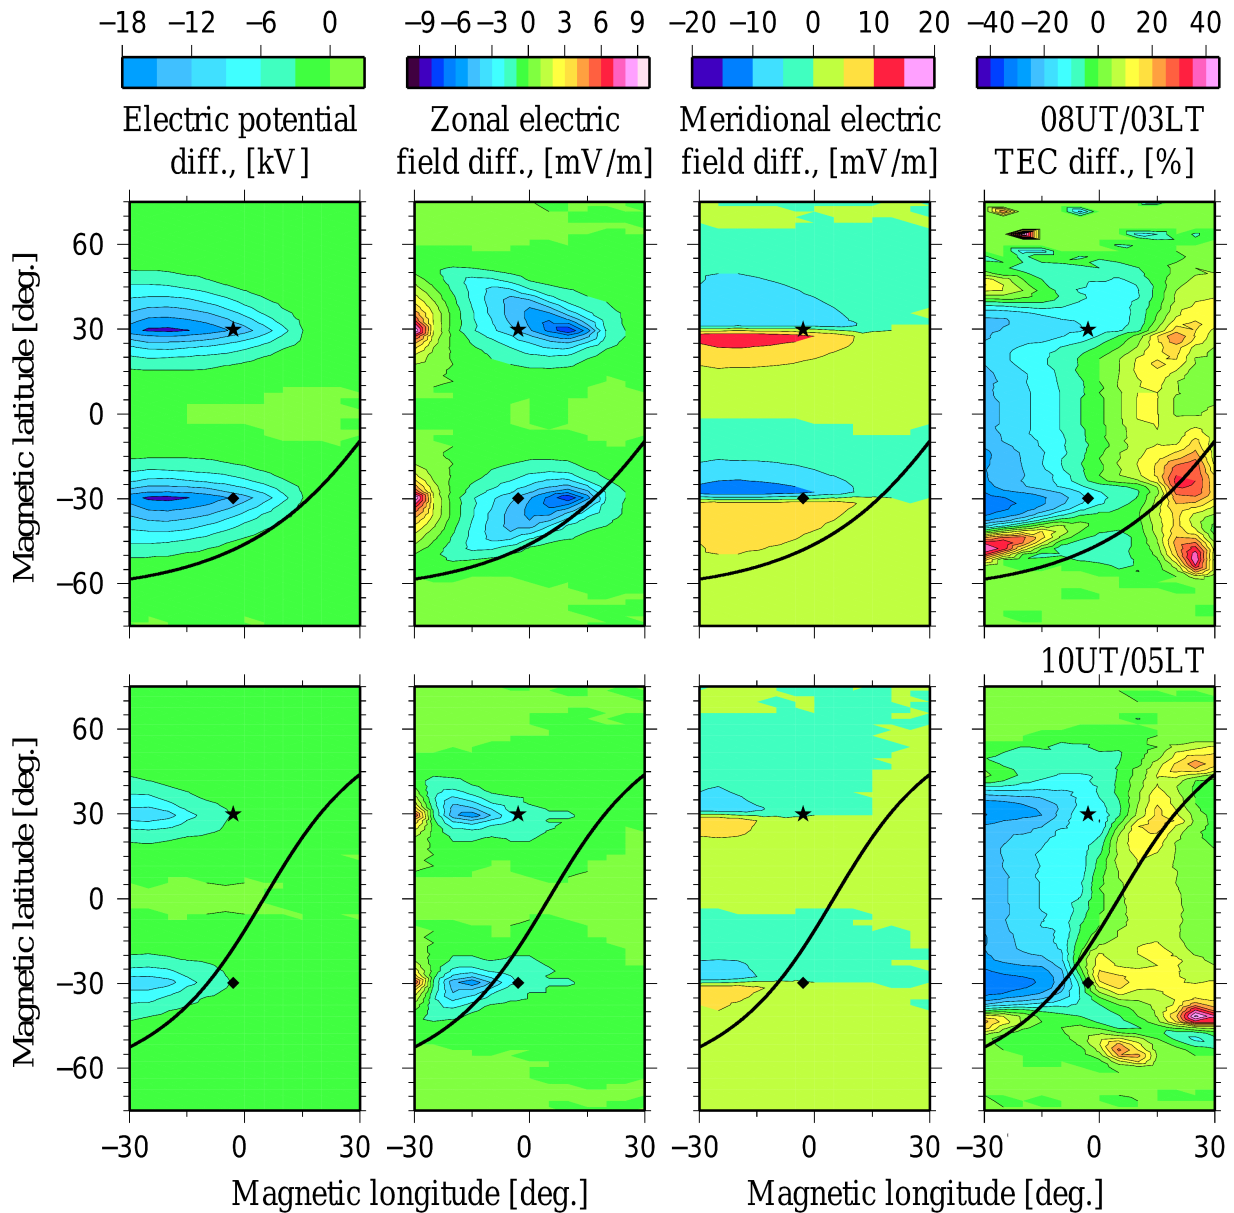 −18 −12 −6 0 −9 −6 −3 0 3 6 9 −20 −10 0 10 20 −40 −20 0 20 40
Electric potential Zonal electric Meridional electric 08UT/03LT
diff., [kV] field diff., [mV/m] field diff., [mV/m] TEC diff., [%]
60
30
0
−30
−60
Magnetic latitude [deg.]
10UT/05LT
60
30
0
−30
−60
Magnetic latitude [deg.]
−30 0 30 −30 0 30 −30 0 30 −30 0 30
Magnetic longitude [deg.] Magnetic longitude [deg.]